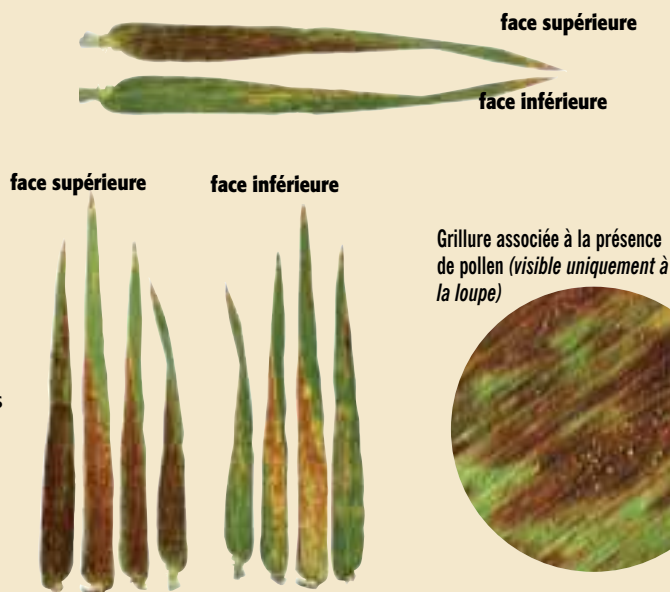 face supérieure
face inférieure
face supérieure
face inférieure
Grillure associée à la présence
de pollen (visible uniquement à
la loupe)
s